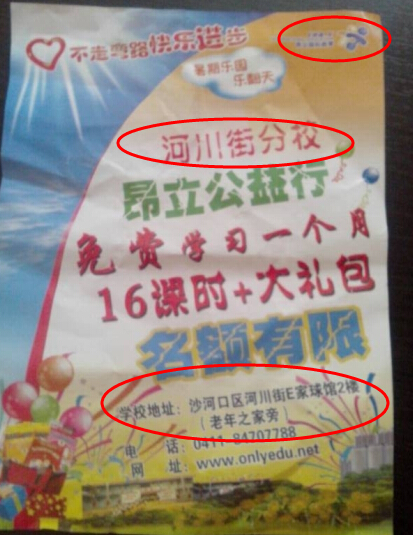 不走弯路快乐进步
暑期乐园
乐翻天
河川街分校
昂立公益行
免费学习一个月
16课时+大礼包
名额有限
学校地址：沙河口区河川街E家球馆2楼
（老年之家旁）
电　话：0411-84707788
网　址：www.onlyedu.net